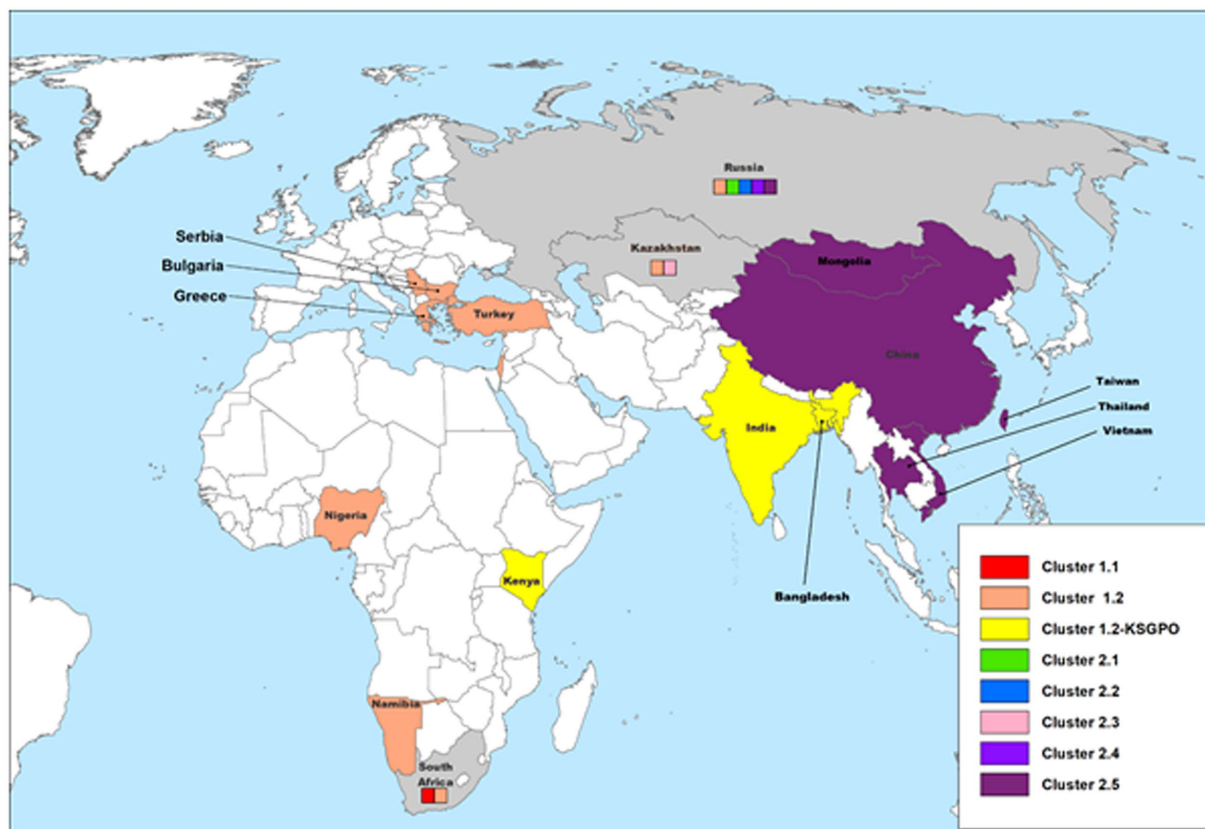 Russia
Serbia
Kazakhstan
Bulgaria
Mongolia
Greece
Turkey
China
Taiwan
Thailand
India
Vietnam
Nigeria
Kenya
Bangladesh
Namibia
South
Africa
Cluster 1.1
Cluster 1.2
Cluster 1.2-KSGPO
Cluster 2.1
Cluster 2.2
Cluster 2.3
Cluster 2.4
Cluster 2.5